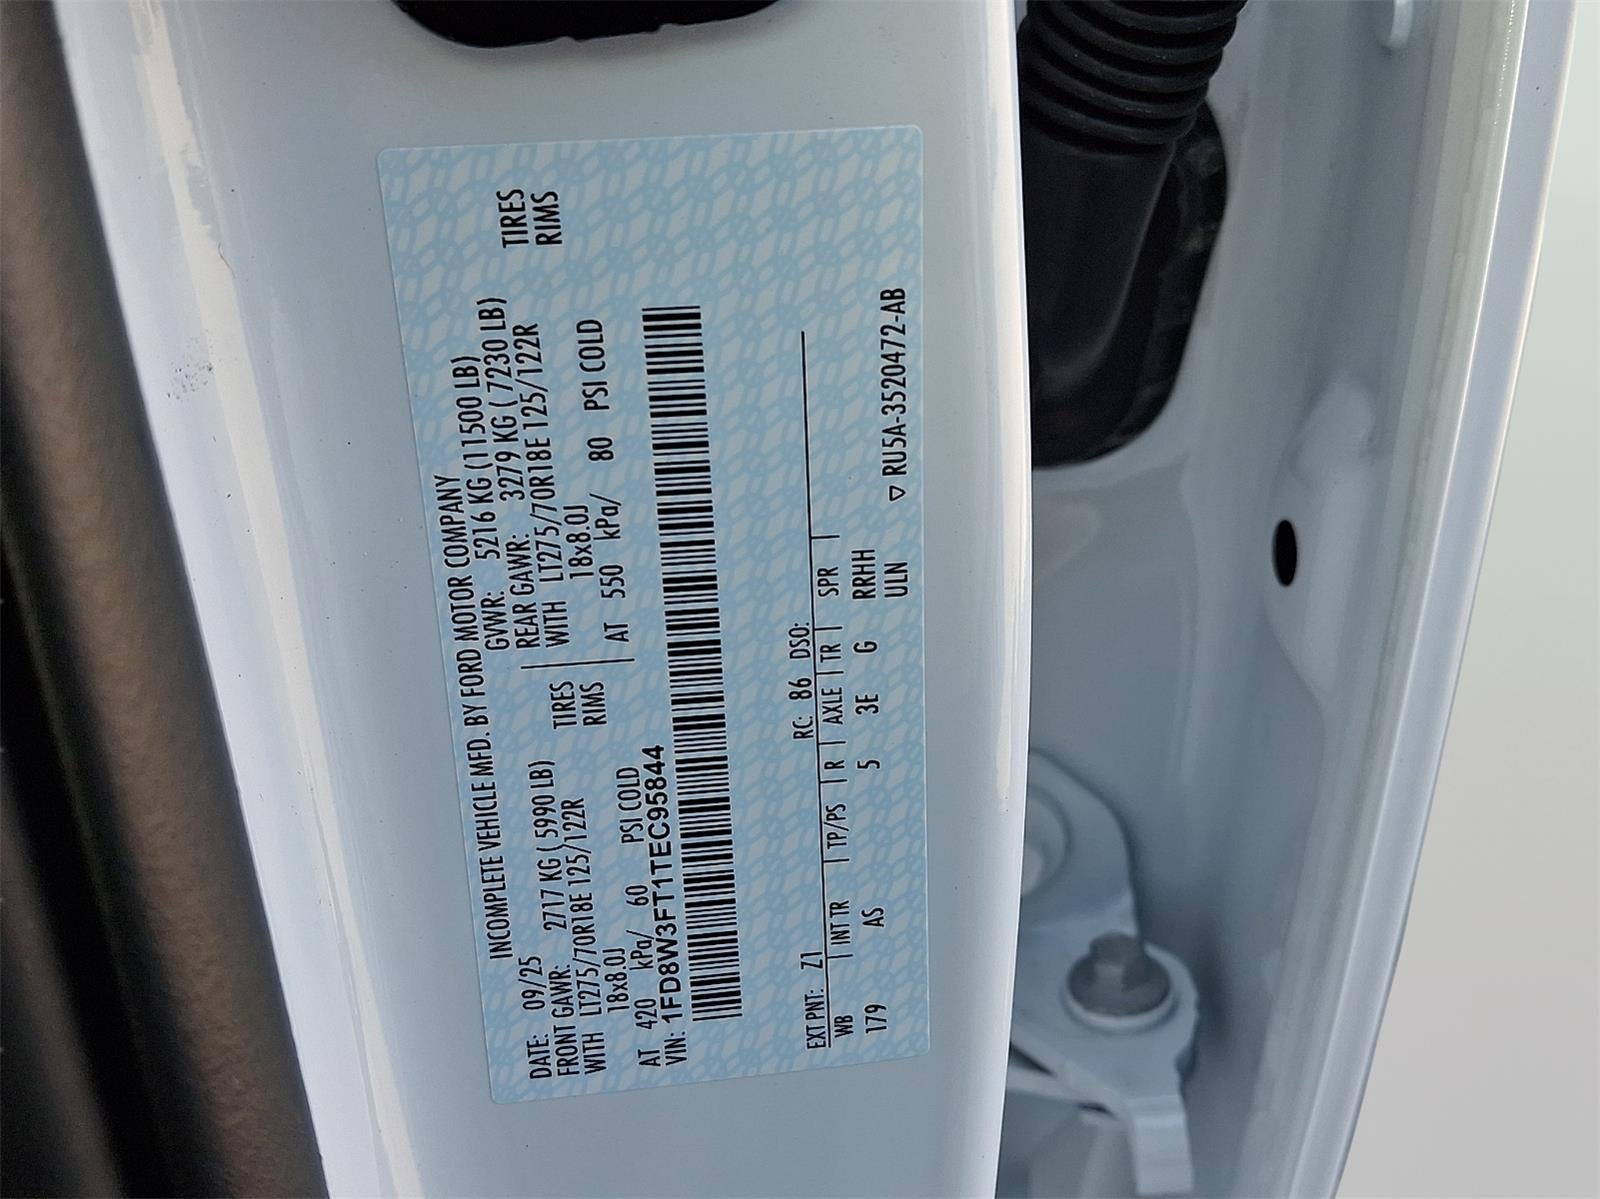 INCOMPLETE VEHICLE MFD. BY FORD MOTOR COMPANY
DATE: 09/25 GVWR: 5216 KG (11500 LB)
FRONT GAWR: 2717 KG ( 5990 LB) REAR GAWR: 3279 KG ( 7230 LB)
WITH LT275/70R18E 125/122R TIRES WITH LT275/70R18E 125/122R TIRES
18x8.0J RIMS 18x8.0J RIMS
AT 420 kPa/ 60 PSI COLD AT 550 kPa/ 80 PSI COLD
VIN: 1FD8W3FT1TEC95844
EXT PNT: Z1 RC: 86 DSO:
WB INT TR TP/PS R AXLE TR SPR
179 AS 5 3E G RRHH
ULN ▽ RU5A-3520472-AB